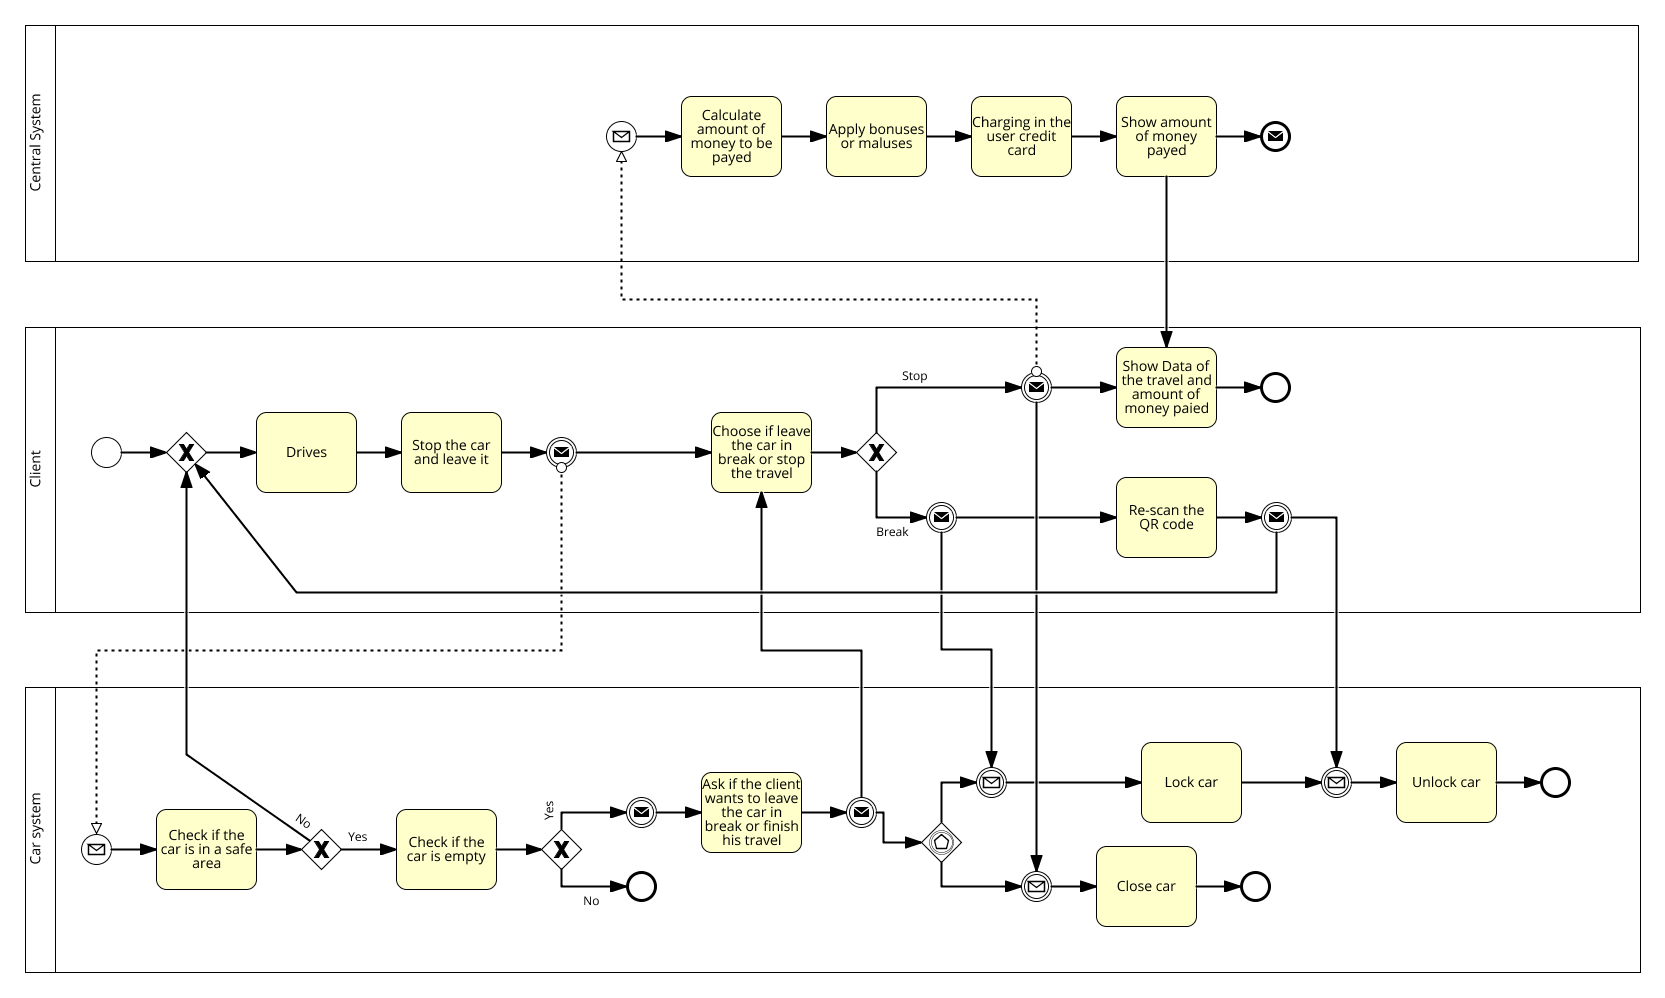 Central System
Calculate
amount of
money to be
payed
Apply bonuses
or maluses
Charging in the
user credit
card
Show amount
of money
payed
Client
Drives
Stop the car
and leave it
Choose if leave
the car in
break or stop
the travel
Stop
Break
Show Data of
the travel and
amount of
money paied
Re-scan the
QR code
Car system
Check if the
car is in a safe
area
No
Yes
Check if the
car is empty
Yes
No
Ask if the client
wants to leave
the car in
break or finish
his travel
Lock car
Unlock car
Close car